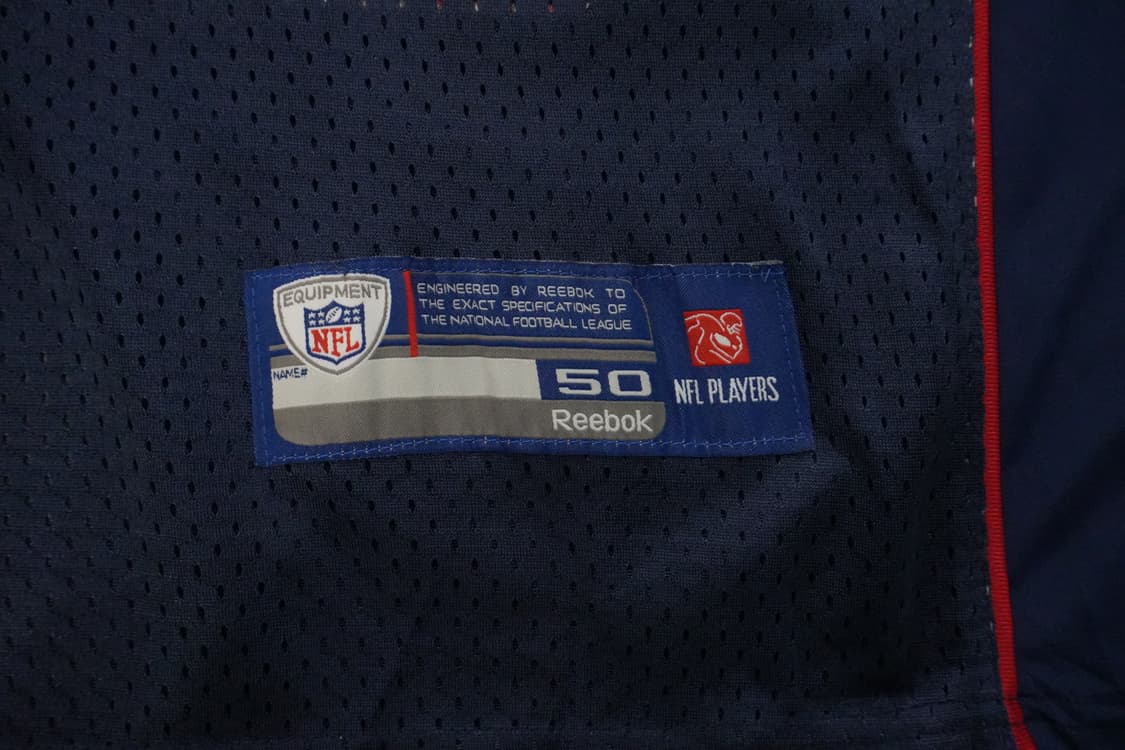 EQUIPMENT
NFL
ENGINEERED BY REEBOK TO
THE EXACT SPECIFICATIONS OF
THE NATIONAL FOOTBALL LEAGUE
NAME#
50
Reebok
NFL PLAYERS